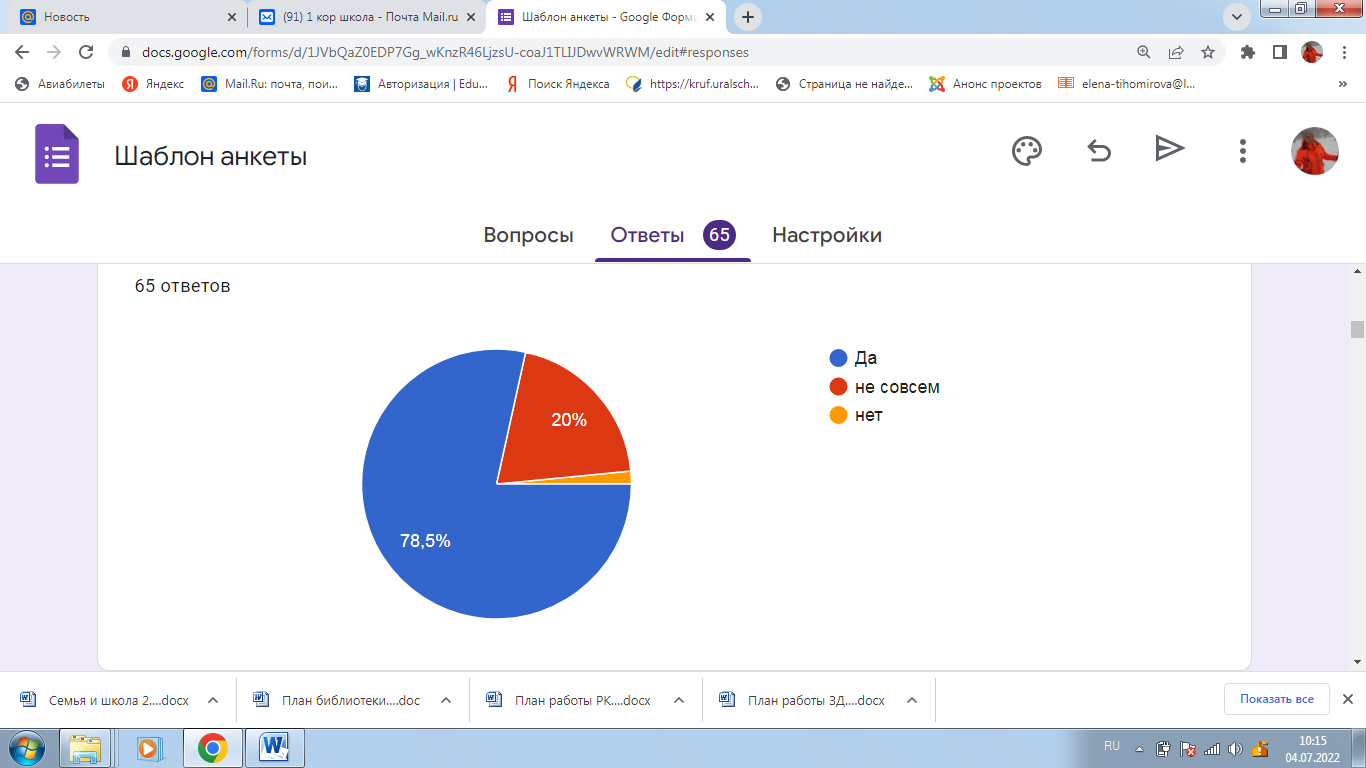 Новость
(91) 1 кор школа - Почта Mail.ru
Шаблон анкеты - Google Форм
docs.google.com/forms/d/1JVbQaZ0EDP7Gg_wKnzR46LjzsU-coaJ1TLIJDwvWRWM/edit#responses
Авиабилеты
Яндекс
Mail.Ru: почта, пои...
Авторизация | Edu...
Поиск Яндекса
https://kruf.uralsch...
Страница не найде...
Анонс проектов
elena-tihomirova@l...
»
Шаблон анкеты
Вопросы
Ответы 65
Настройки
65 ответов
Да
не совсем
нет
20%
78,5%
Семья и школа 2....docx
План библиотеки....doc
План работы РК....docx
План работы ЗД....docx
Показать все
RU
10:15
04.07.2022